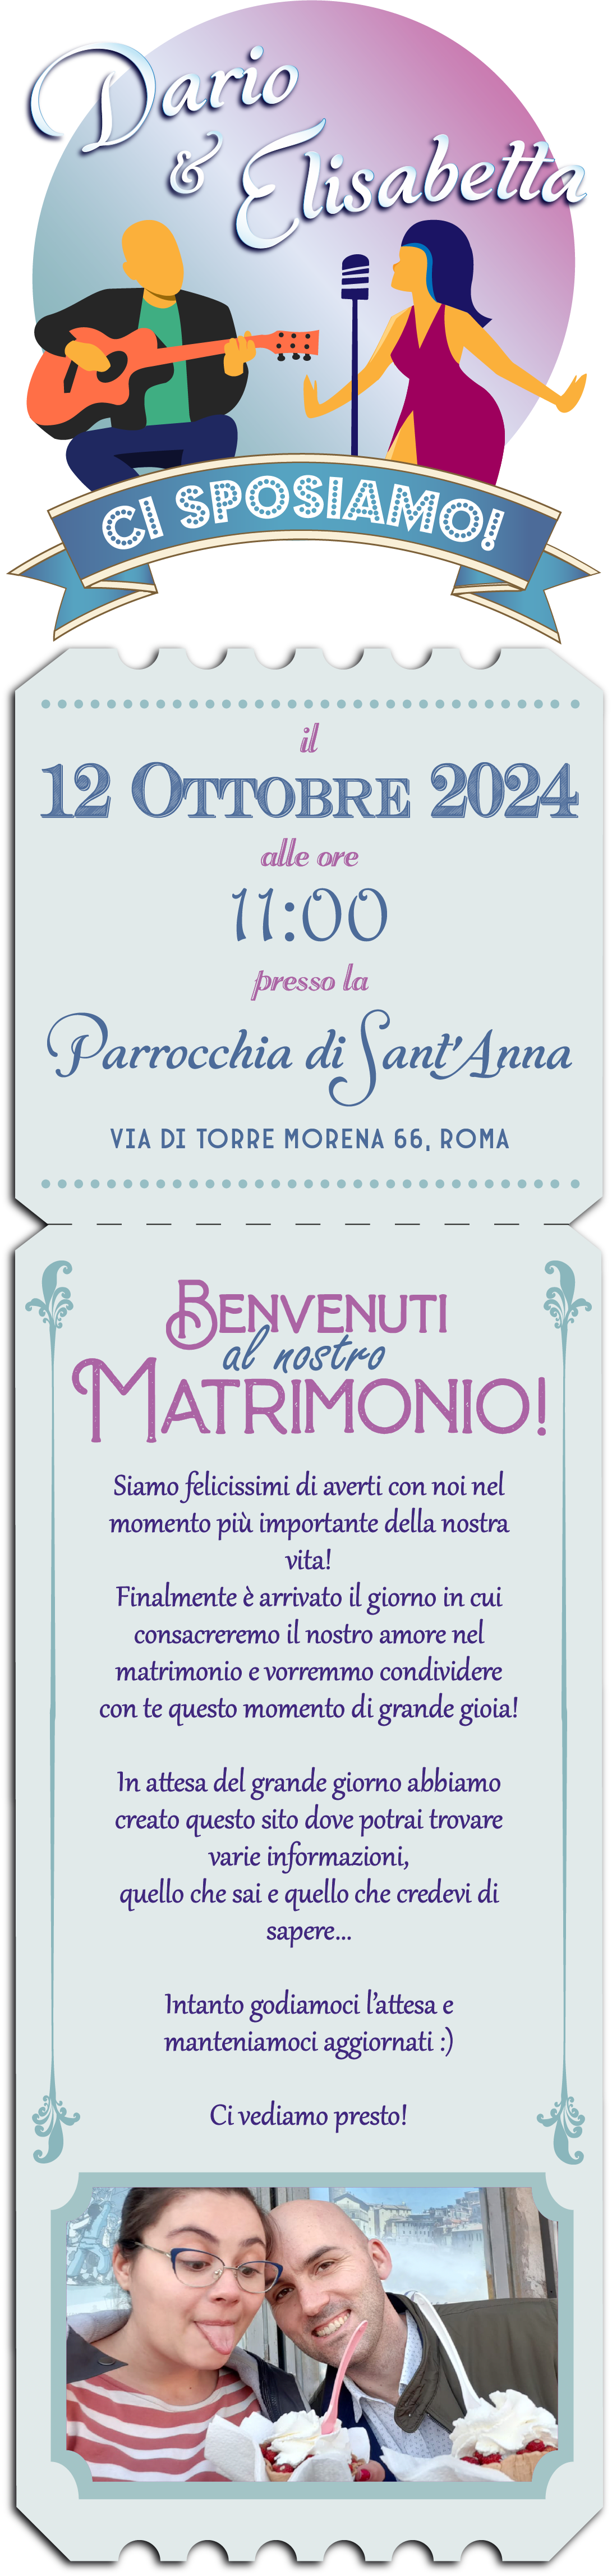 Dario
& Elisabetta
CI SPOSIAMO!
il
12 Ottobre 2024
alle ore
11:00
presso la
Parrocchia di Sant'Anna
VIA DI TORRE MORENA 66, ROMA
Benvenuti
al nostro
Matrimonio!
Siamo felicissimi di averti con noi nel
momento più importante della nostra
vita!
Finalmente è arrivato il giorno in cui
consacreremo il nostro amore nel
matrimonio e vorremmo condividere
con te questo momento di grande gioia!
In attesa del grande giorno abbiamo
creato questo sito dove potrai trovare
varie informazioni,
quello che sai e quello che credevi di
sapere...
Intanto godiamoci l'attesa e
manteniamoci aggiornati :)
Ci vediamo presto!